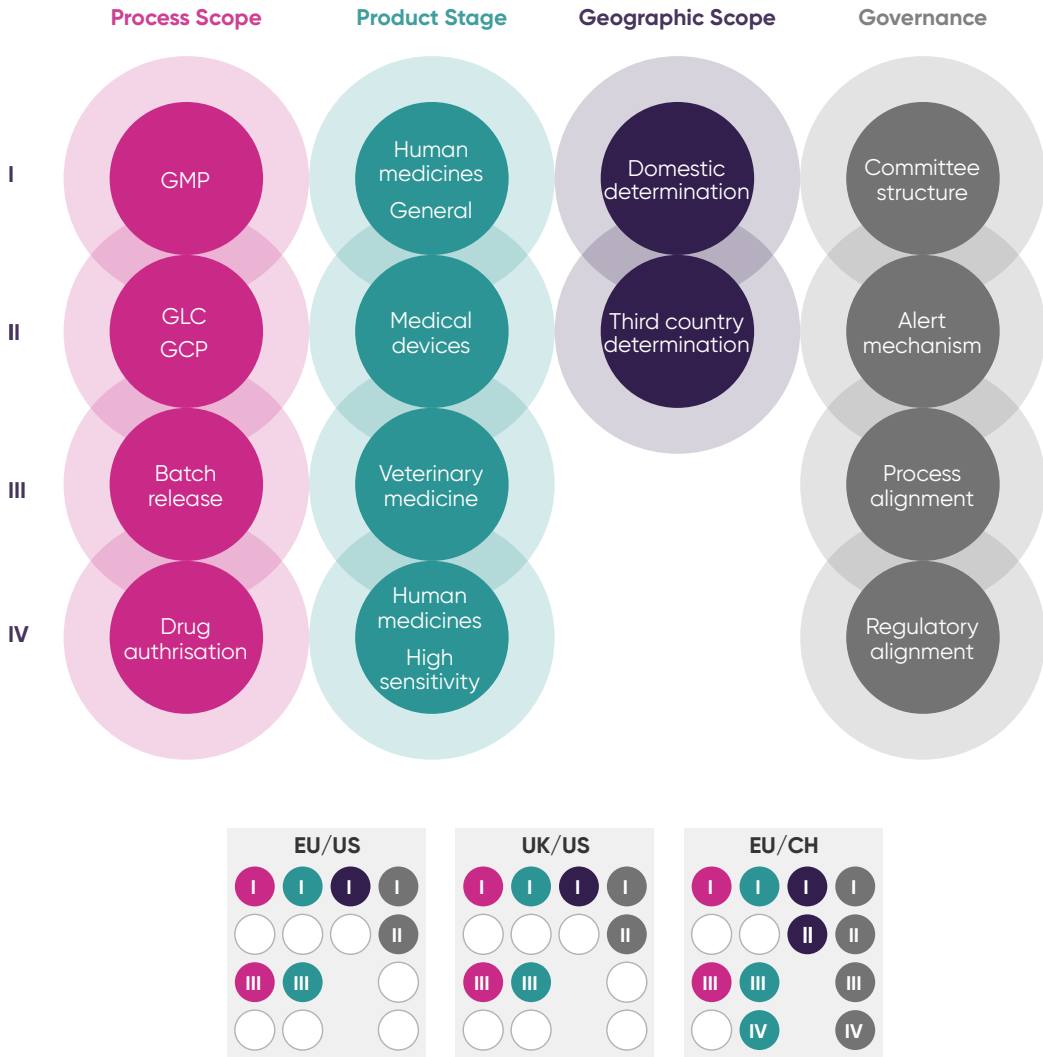 Process Scope
Product Stage
Geographic Scope
Governance
I
GMP
Human
medicines
General
Domestic
determination
Committee
structure
II
GLC
GCP
Medical
devices
Third country
determination
Alert
mechanism
III
Batch
release
Veterinary
medicine
Process
alignment
IV
Drug
authrisation
Human
medicines
High
sensitivity
Regulatory
alignment
EU/US
I I I I
II
III III
UK/US
I I I I
II
III III
EU/CH
I I I I
II II
III III III
IV IV